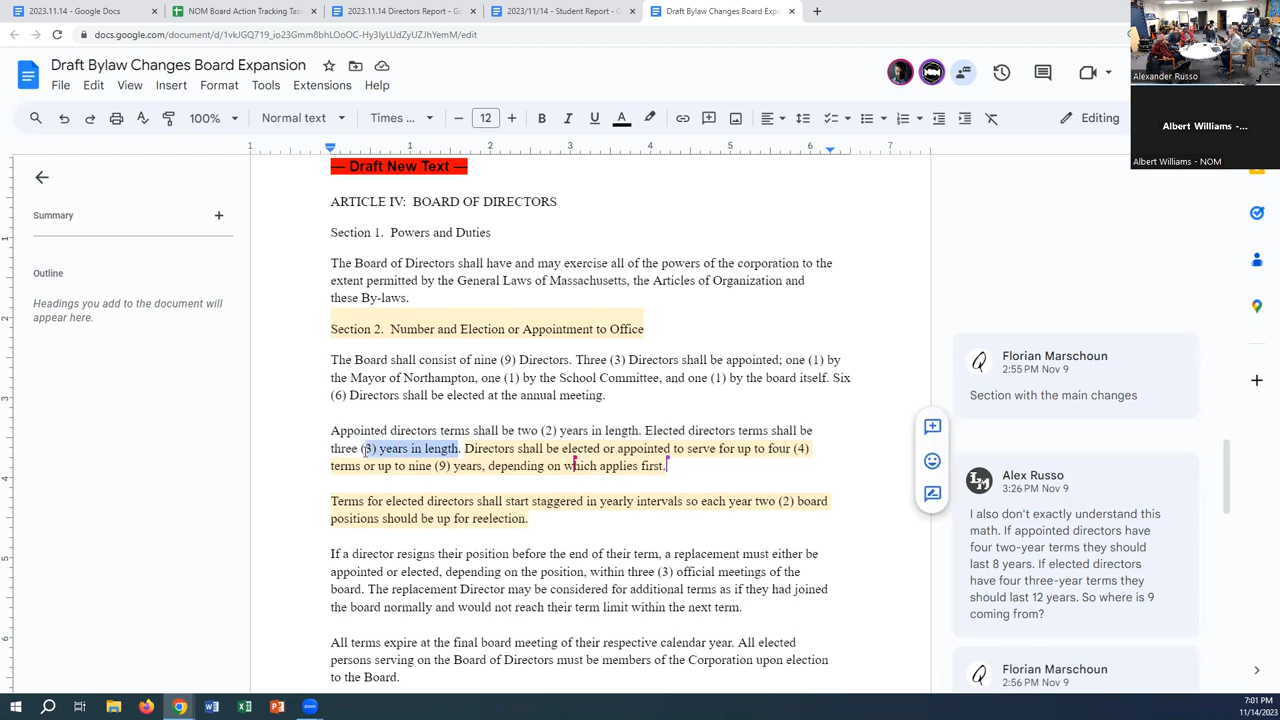 2023.11.14 - Google Docs
NOM Board Action Tracking Tas
2023.11.14 Directors Report - Go
2023/11/14 - Student Report - G
Draft Bylaw Changes Board Expan
docs.google.com/document/d/1vkJGQ719_io23Gmm8bhLOoOC-Hy3lyLUdZyUZJhYemM/edit
Draft Bylaw Changes Board Expansion
File Edit View Insert Format Tools Extensions Help
100%
Normal text
Times ...
12
Editing
Alexander Russo
Albert Williams -...
Albert Williams - NOM
1 1 2 3 4 5 6 7
Summary
Outline
Headings you add to the document will
appear here.
— Draft New Text —
ARTICLE IV: BOARD OF DIRECTORS
Section 1. Powers and Duties
The Board of Directors shall have and may exercise all of the powers of the corporation to the
extent permitted by the General Laws of Massachusetts, the Articles of Organization and
these By-laws.
Section 2. Number and Election or Appointment to Office
The Board shall consist of nine (9) Directors. Three (3) Directors shall be appointed; one (1) by
the Mayor of Northampton, one (1) by the School Committee, and one (1) by the board itself. Six
(6) Directors shall be elected at the annual meeting.
Appointed directors terms shall be two (2) years in length. Elected directors terms shall be
three (3) years in length. Directors shall be elected or appointed to serve for up to four (4)
terms or up to nine (9) years, depending on which applies first.
Terms for elected directors shall start staggered in yearly intervals so each year two (2) board
positions should be up for reelection.
If a director resigns their position before the end of their term, a replacement must either be
appointed or elected, depending on the position, within three (3) official meetings of the
board. The replacement Director may be considered for additional terms as if they had joined
the board normally and would not reach their term limit within the next term.
All terms expire at the final board meeting of their respective calendar year. All elected
persons serving on the Board of Directors must be members of the Corporation upon election
to the Board.
Florian Marschoun
2:55 PM Nov 9
Section with the main changes
Alex Russo
3:26 PM Nov 9
I also don't exactly understand this
math. If appointed directors have
four two-year terms they should
last 8 years. If elected directors
have four three-year terms they
should last 12 years. So where is 9
coming from?
Florian Marschoun
2:56 PM Nov 9
7:01 PM
11/14/2023